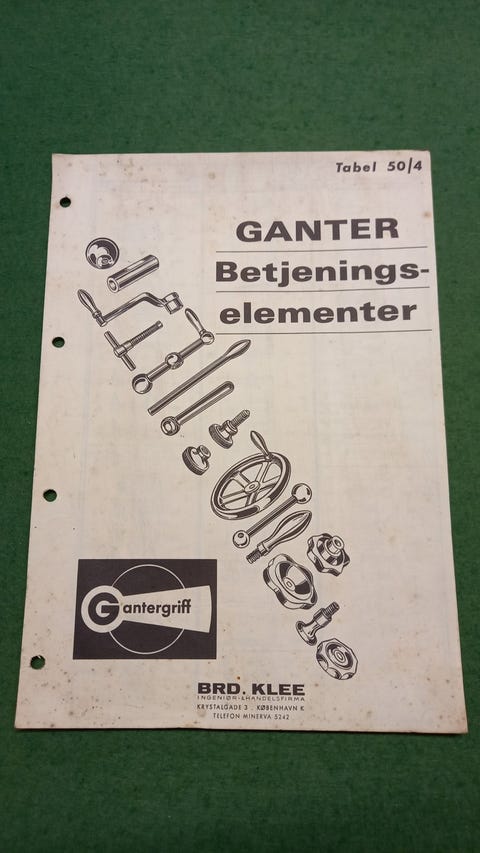 Tabel 50/4
GANTER
Betjenings-
elementer
Gantergriff
BRD. KLEE
INGENIØR-&HANDELSFIRMA
KRYSTALGADE 3 . KØBENHAVN K
TELEFON MINERVA 5242